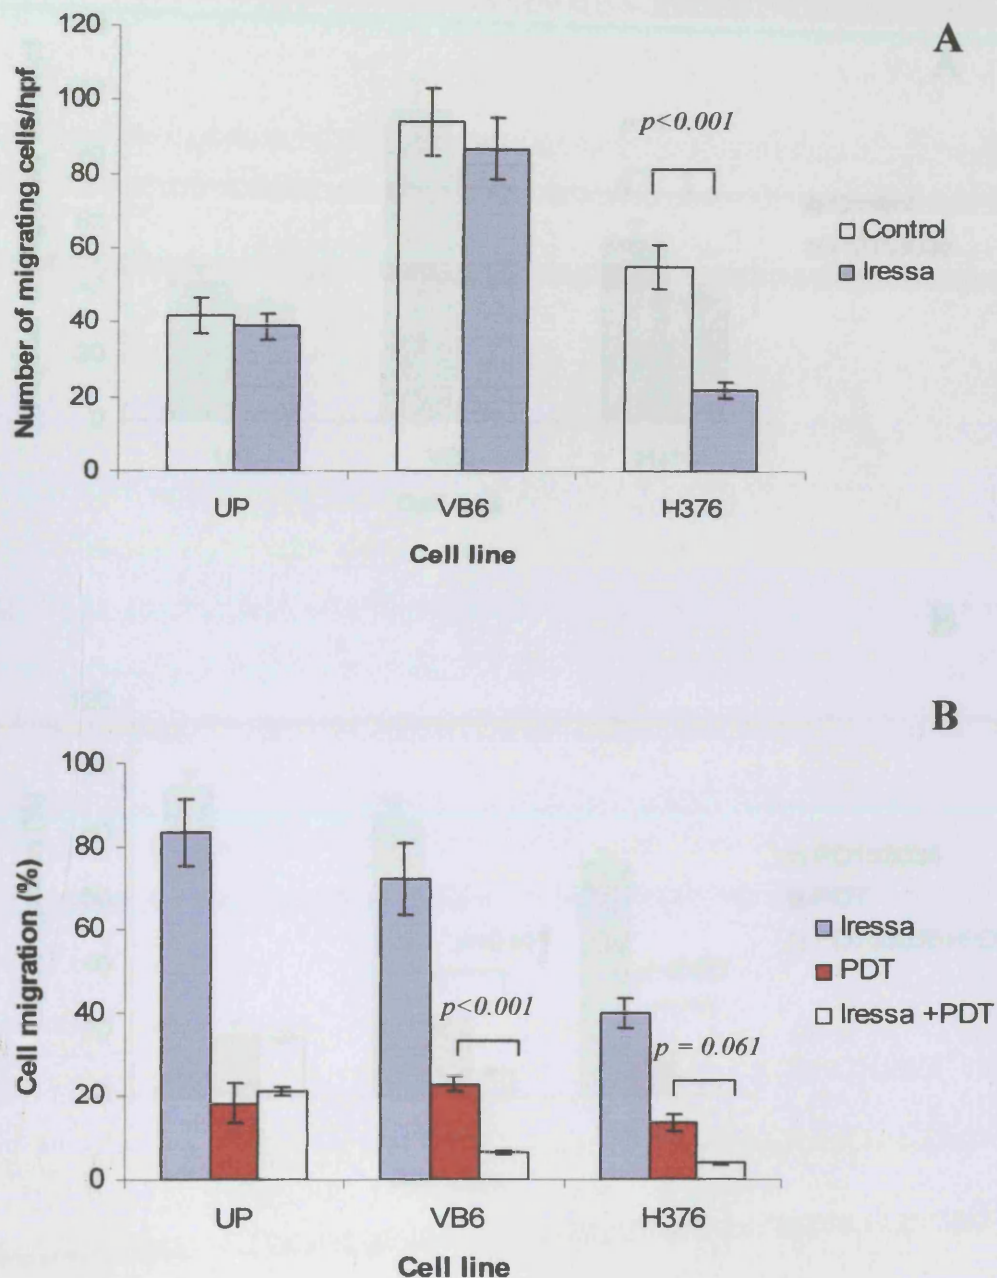 A
Number of migrating cells/hpf
120
100
80
60
40
20
0
p<0.001
Control
Iressa
UP
VB6
H376
Cell line
B
Cell migration (%)
100
80
60
40
20
0
p<0.001
p = 0.061
Iressa
PDT
Iressa +PDT
UP
VB6
H376
Cell line